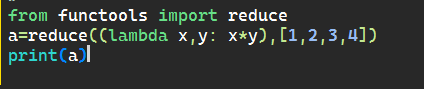 from functools import reduce
a=reduce((lambda x,y: x*y),[1,2,3,4])
print(a)